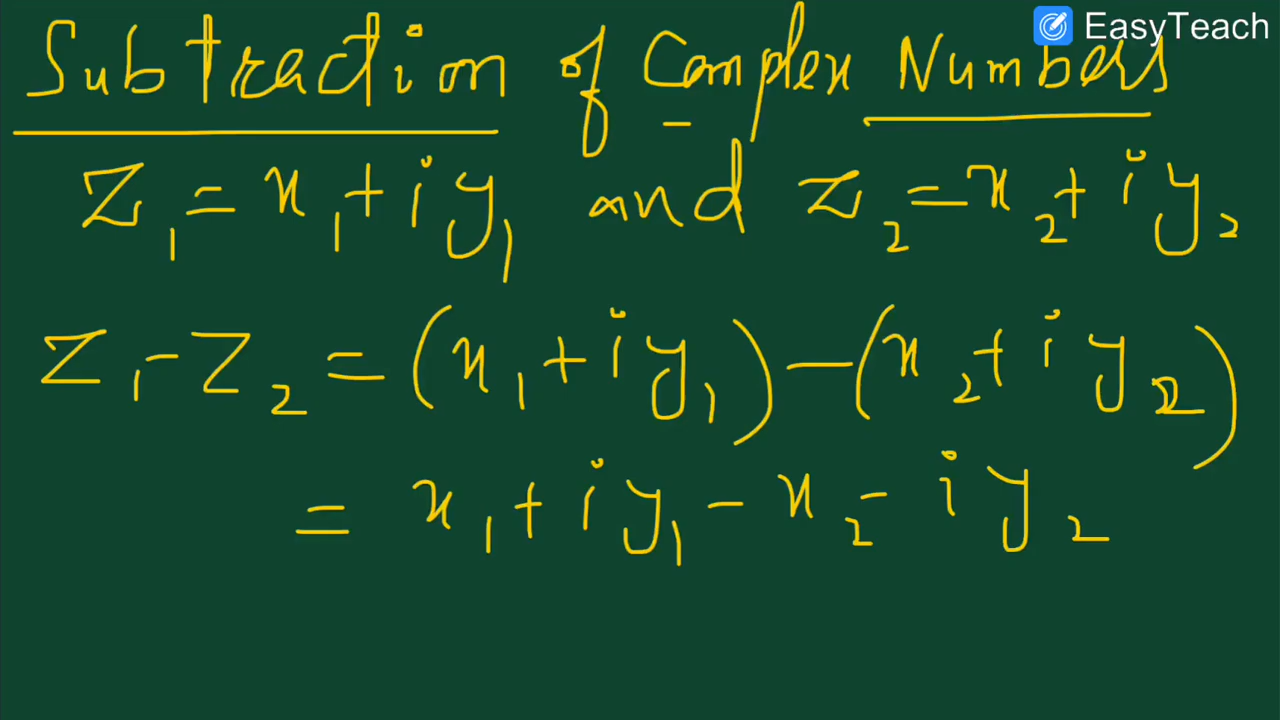 EasyTeach
Subtraction of Complex Numbers
Z₁ = x₁ + iy₁ and Z₂ = x₂ + iy₂
Z₁ - Z₂ = (x₁ + iy₁) - (x₂ + iy₂)
= x₁ + iy₁ - x₂ - iy₂